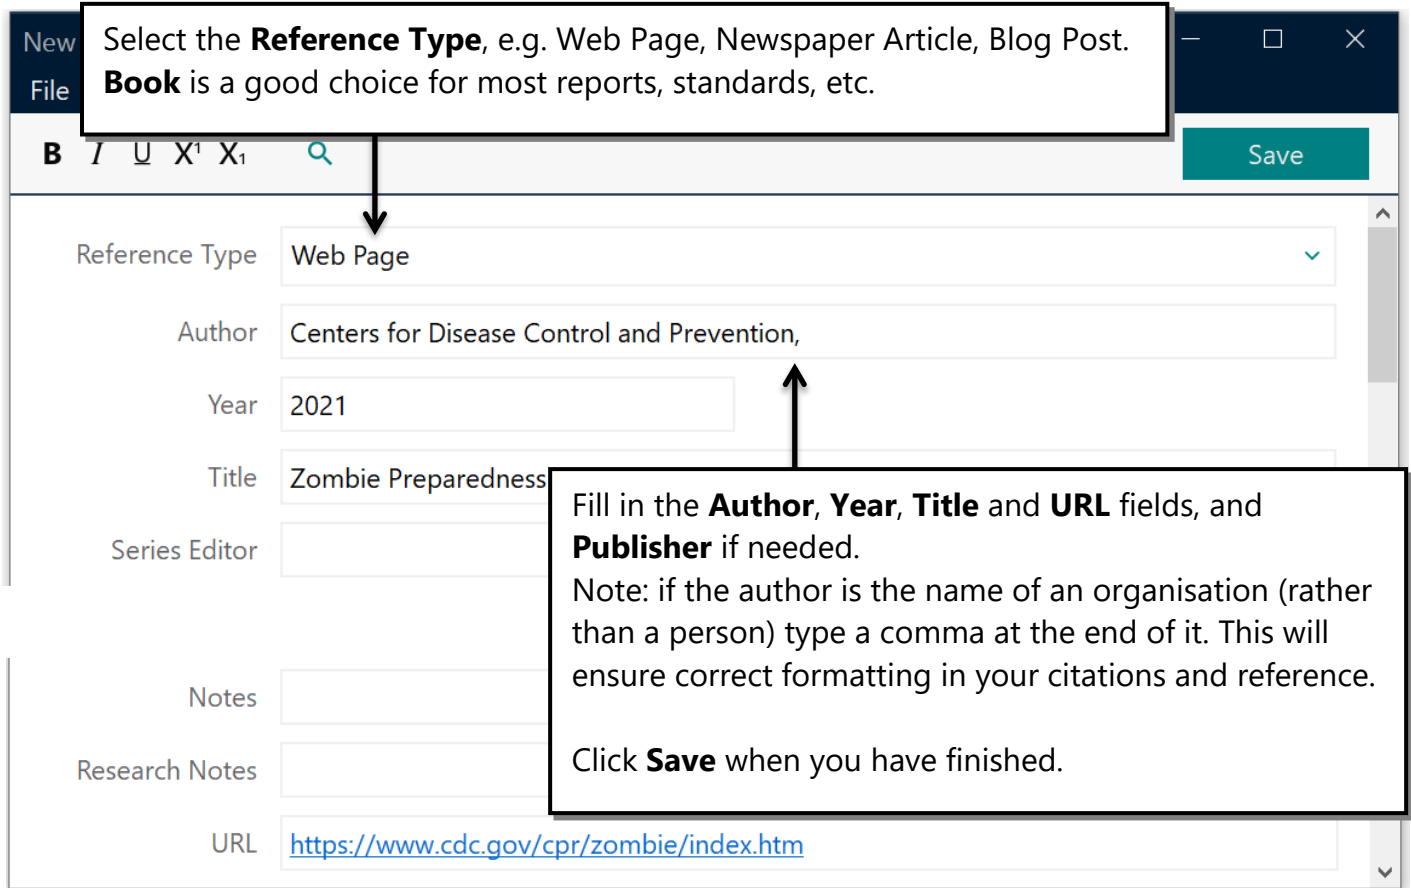 New
Select the Reference Type, e.g. Web Page, Newspaper Article, Blog Post.
Book is a good choice for most reports, standards, etc.
File
B I U X¹ X₁
Save
Reference Type Web Page
Author Centers for Disease Control and Prevention,
Year 2021
Title Zombie Preparedness
Series Editor
Fill in the Author, Year, Title and URL fields, and
Publisher if needed.
Note: if the author is the name of an organisation (rather
than a person) type a comma at the end of it. This will
ensure correct formatting in your citations and reference.
Click Save when you have finished.
Notes
Research Notes
URL https://www.cdc.gov/cpr/zombie/index.htm